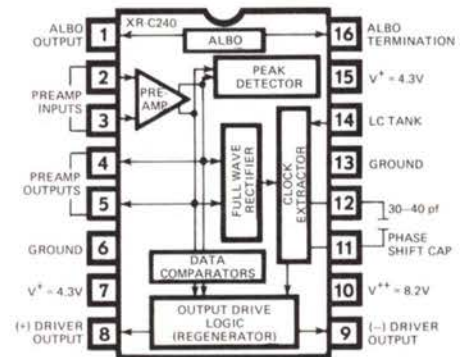 XR-C240
ALBO
OUTPUT
1
ALBO
16
ALBO
TERMINATION
2
PREAMP
INPUTS
3
PRE-
AMP
PEAK
DETECTOR
15
V+ = 4.3V
14
LC TANK
4
PREAMP
OUTPUTS
5
FULL WAVE
RECTIFIER
CLOCK
EXTRACTOR
13
GROUND
12
30–40 pf
11
PHASE
SHIFT CAP
GROUND
6
DATA
COMPARATORS
V+ = 4.3V
7
10
V++ = 8.2V
(+) DRIVER
OUTPUT
8
OUTPUT DRIVE
LOGIC
(REGENERATOR)
9
(–) DRIVER
OUTPUT